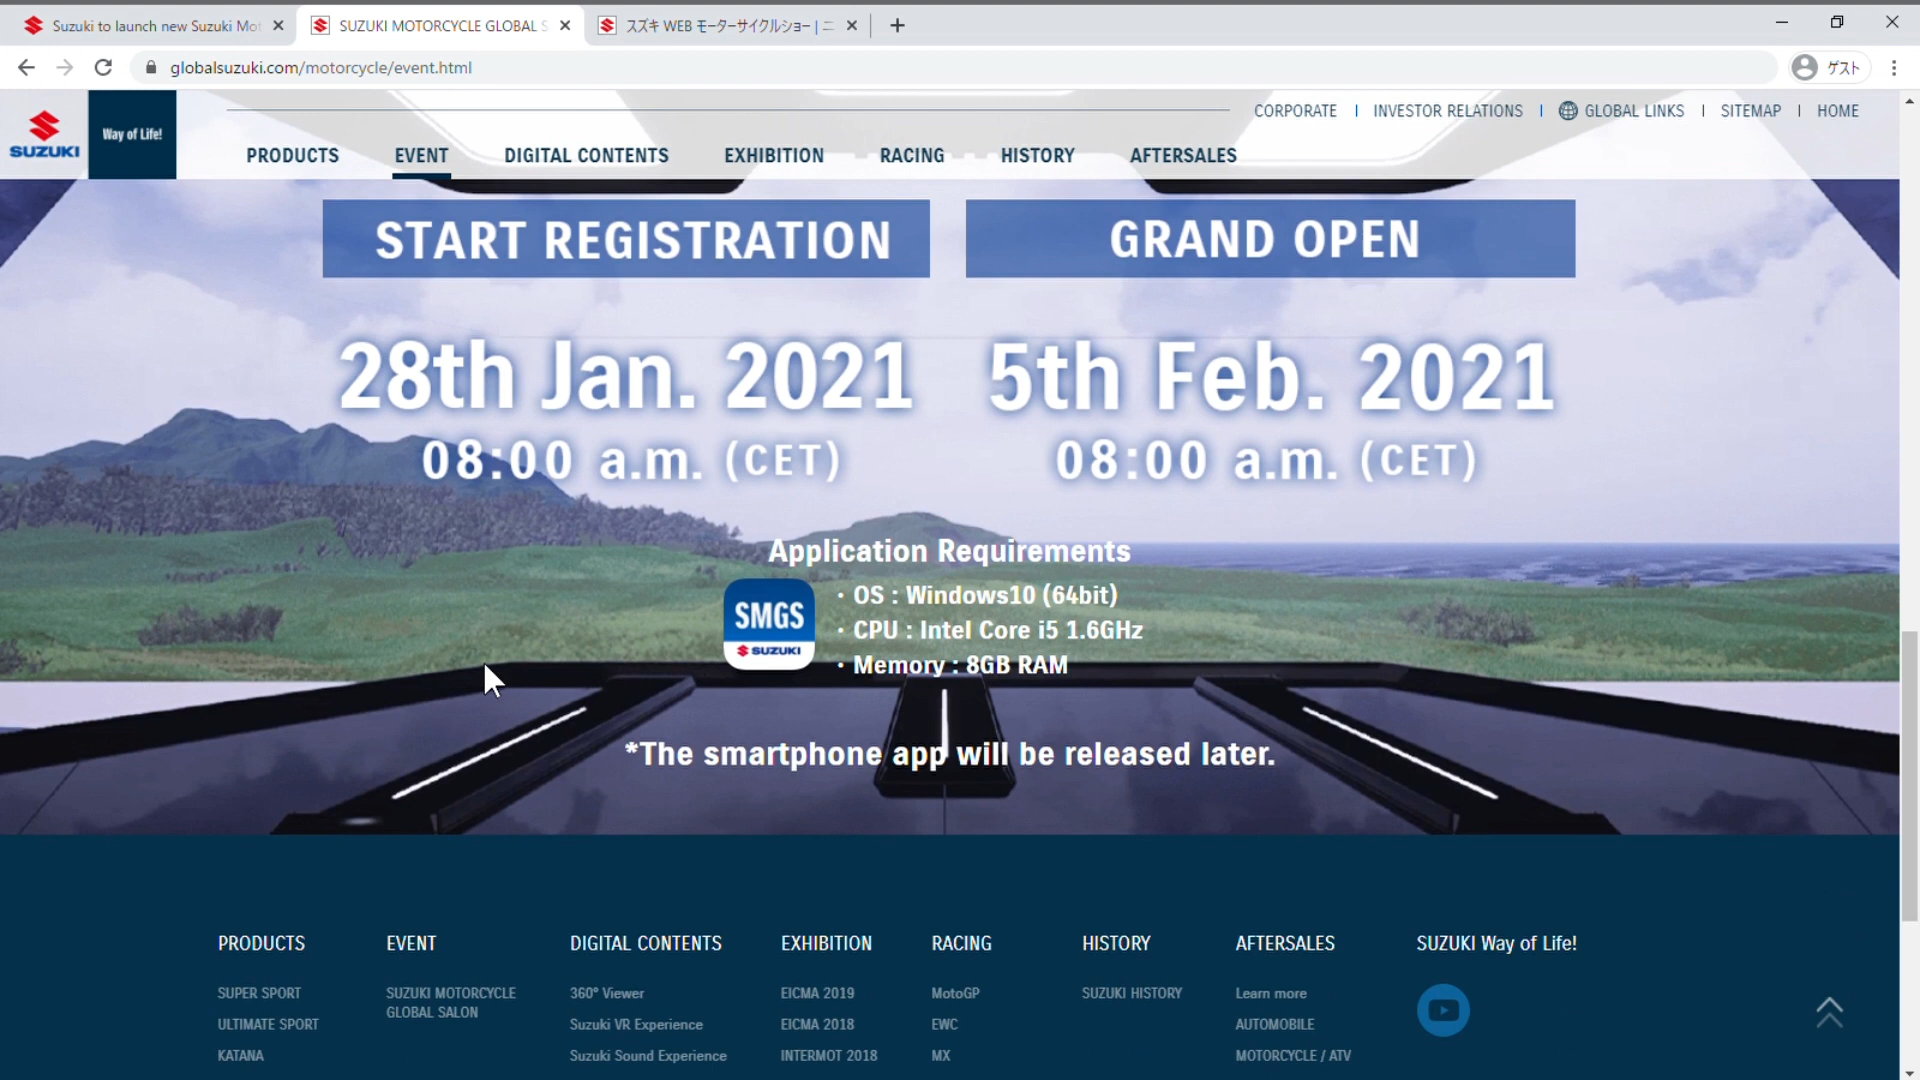 Suzuki to launch new Suzuki Mot
SUZUKI MOTORCYCLE GLOBAL S
スズキ WEB モーターサイクルショー | ニ
globalsuzuki.com/motorcycle/event.html
ゲスト
SUZUKI
Way of Life!
CORPORATE | INVESTOR RELATIONS | GLOBAL LINKS | SITEMAP | HOME
PRODUCTS EVENT DIGITAL CONTENTS EXHIBITION RACING HISTORY AFTERSALES
START REGISTRATION
GRAND OPEN
28th Jan. 2021
5th Feb. 2021
08:00 a.m. (CET)
08:00 a.m. (CET)
Application Requirements
SMGS
SUZUKI
・OS : Windows10 (64bit)
・CPU : Intel Core i5 1.6GHz
・Memory : 8GB RAM
*The smartphone app will be released later.
PRODUCTS EVENT DIGITAL CONTENTS EXHIBITION RACING HISTORY AFTERSALES SUZUKI Way of Life!
SUPER SPORT
ULTIMATE SPORT
KATANA
SUZUKI MOTORCYCLE
GLOBAL SALON
360° Viewer
Suzuki VR Experience
Suzuki Sound Experience
EICMA 2019
EICMA 2018
INTERMOT 2018
MotoGP
EWC
MX
SUZUKI HISTORY
Learn more
AUTOMOBILE
MOTORCYCLE / ATV